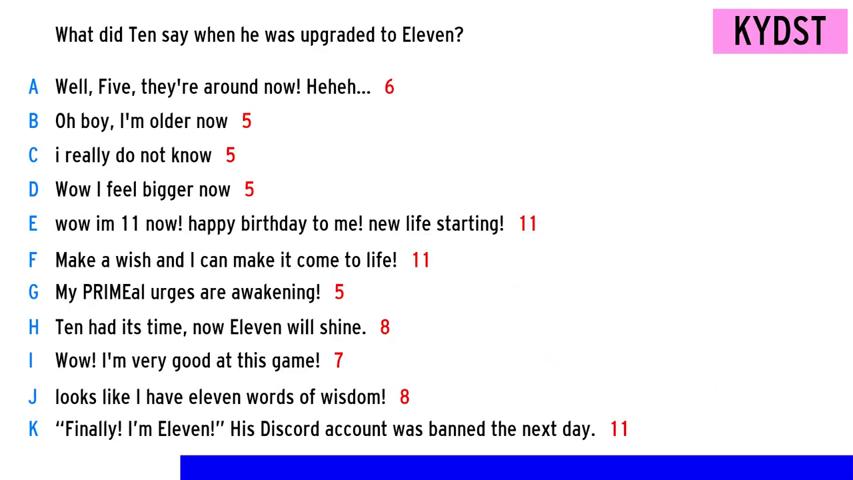 What did Ten say when he was upgraded to Eleven?
KYDST
A Well, Five, they're around now! Heheh... 6
B Oh boy, I'm older now 5
C i really do not know 5
D Wow I feel bigger now 5
E wow im 11 now! happy birthday to me! new life starting! 11
F Make a wish and I can make it come to life! 11
G My PRIMEal urges are awakening! 5
H Ten had its time, now Eleven will shine. 8
I Wow! I'm very good at this game! 7
J looks like I have eleven words of wisdom! 8
K “Finally! I’m Eleven!” His Discord account was banned the next day. 11